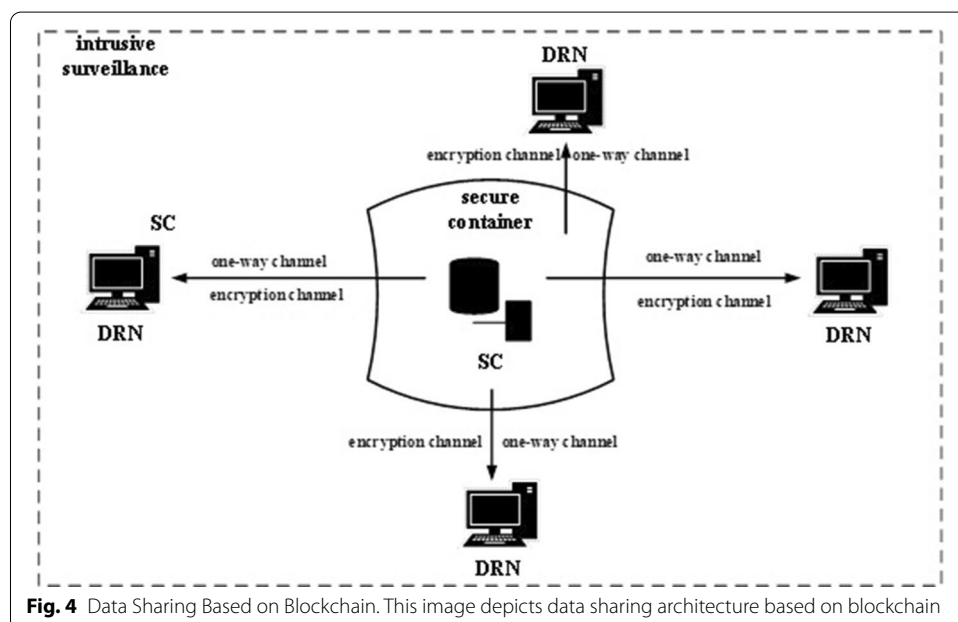 intrusive
surveillance
DRN
encryption channel one-way channel
secure
container
SC
one-way channel
encryption channel
DRN
one-way channel
encryption channel
DRN
SC
encryption channel one-way channel
DRN
Fig. 4 Data Sharing Based on Blockchain. This image depicts data sharing architecture based on blockchain